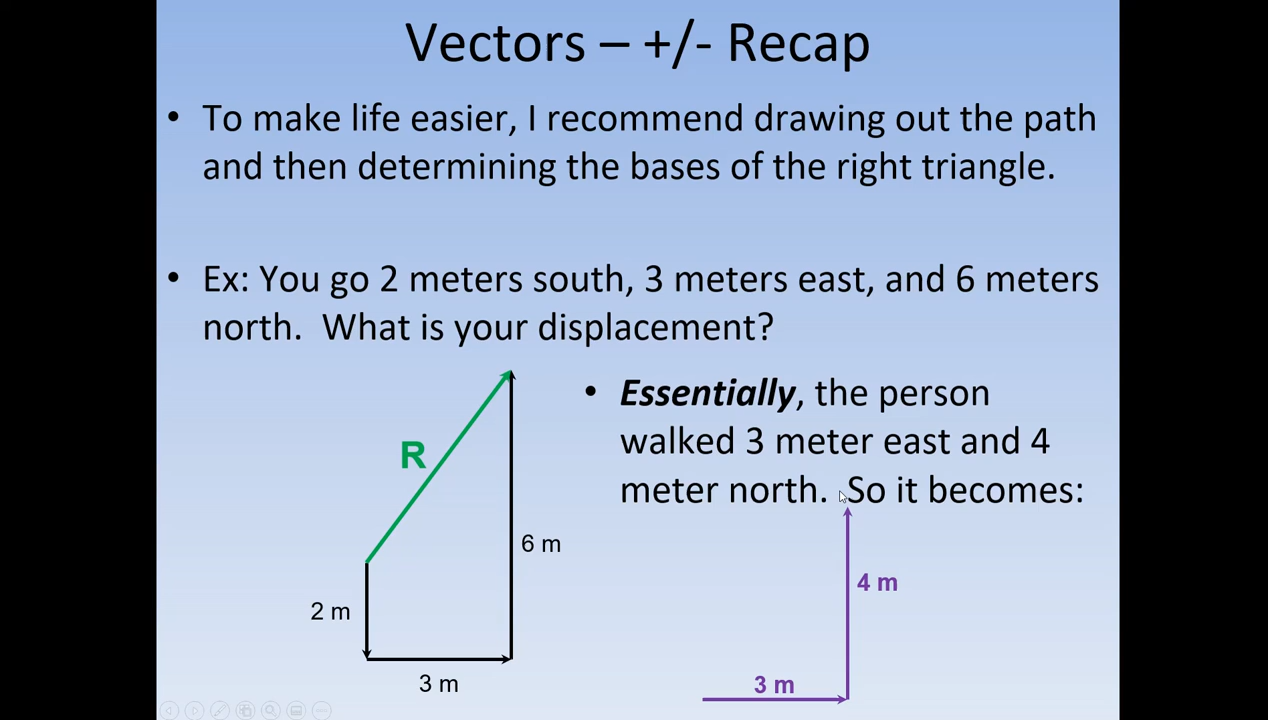 Vectors – +/- Recap
• To make life easier, I recommend drawing out the path
and then determining the bases of the right triangle.
• Ex: You go 2 meters south, 3 meters east, and 6 meters
north. What is your displacement?
• Essentially, the person
walked 3 meter east and 4
meter north. So it becomes:
R
6 m
2 m
3 m
4 m
3 m